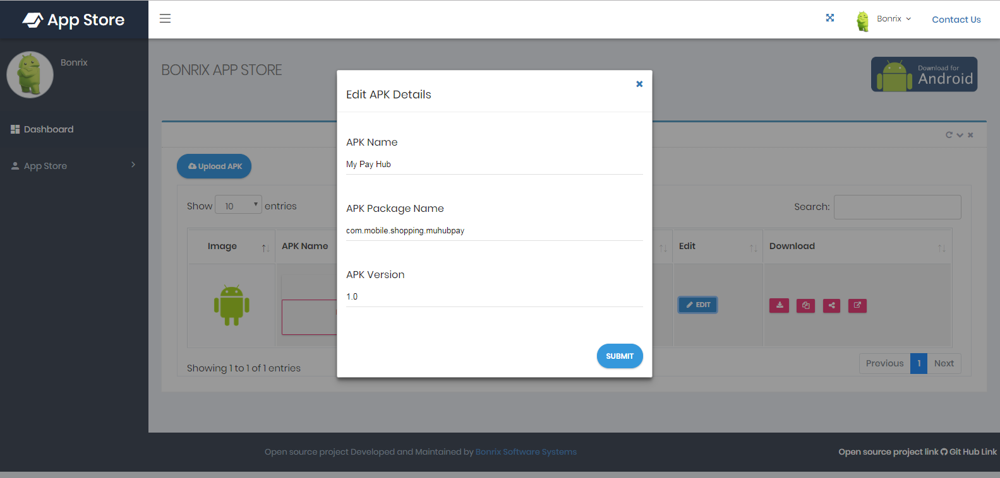 App Store
Bonrix
Contact Us
Bonrix
BONRIX APP STORE
Download for
Android
Dashboard
App Store
Upload APK
Show 10 entries
Search:
Image
APK Name
Edit
Download
EDIT
Showing 1 to 1 of 1 entries
Previous 1 Next
Edit APK Details
APK Name
My Pay Hub
APK Package Name
com.mobile.shopping.muhubpay
APK Version
1.0
SUBMIT
Open source project Developed and Maintained by Bonrix Software Systems
Open source project link Git Hub Link